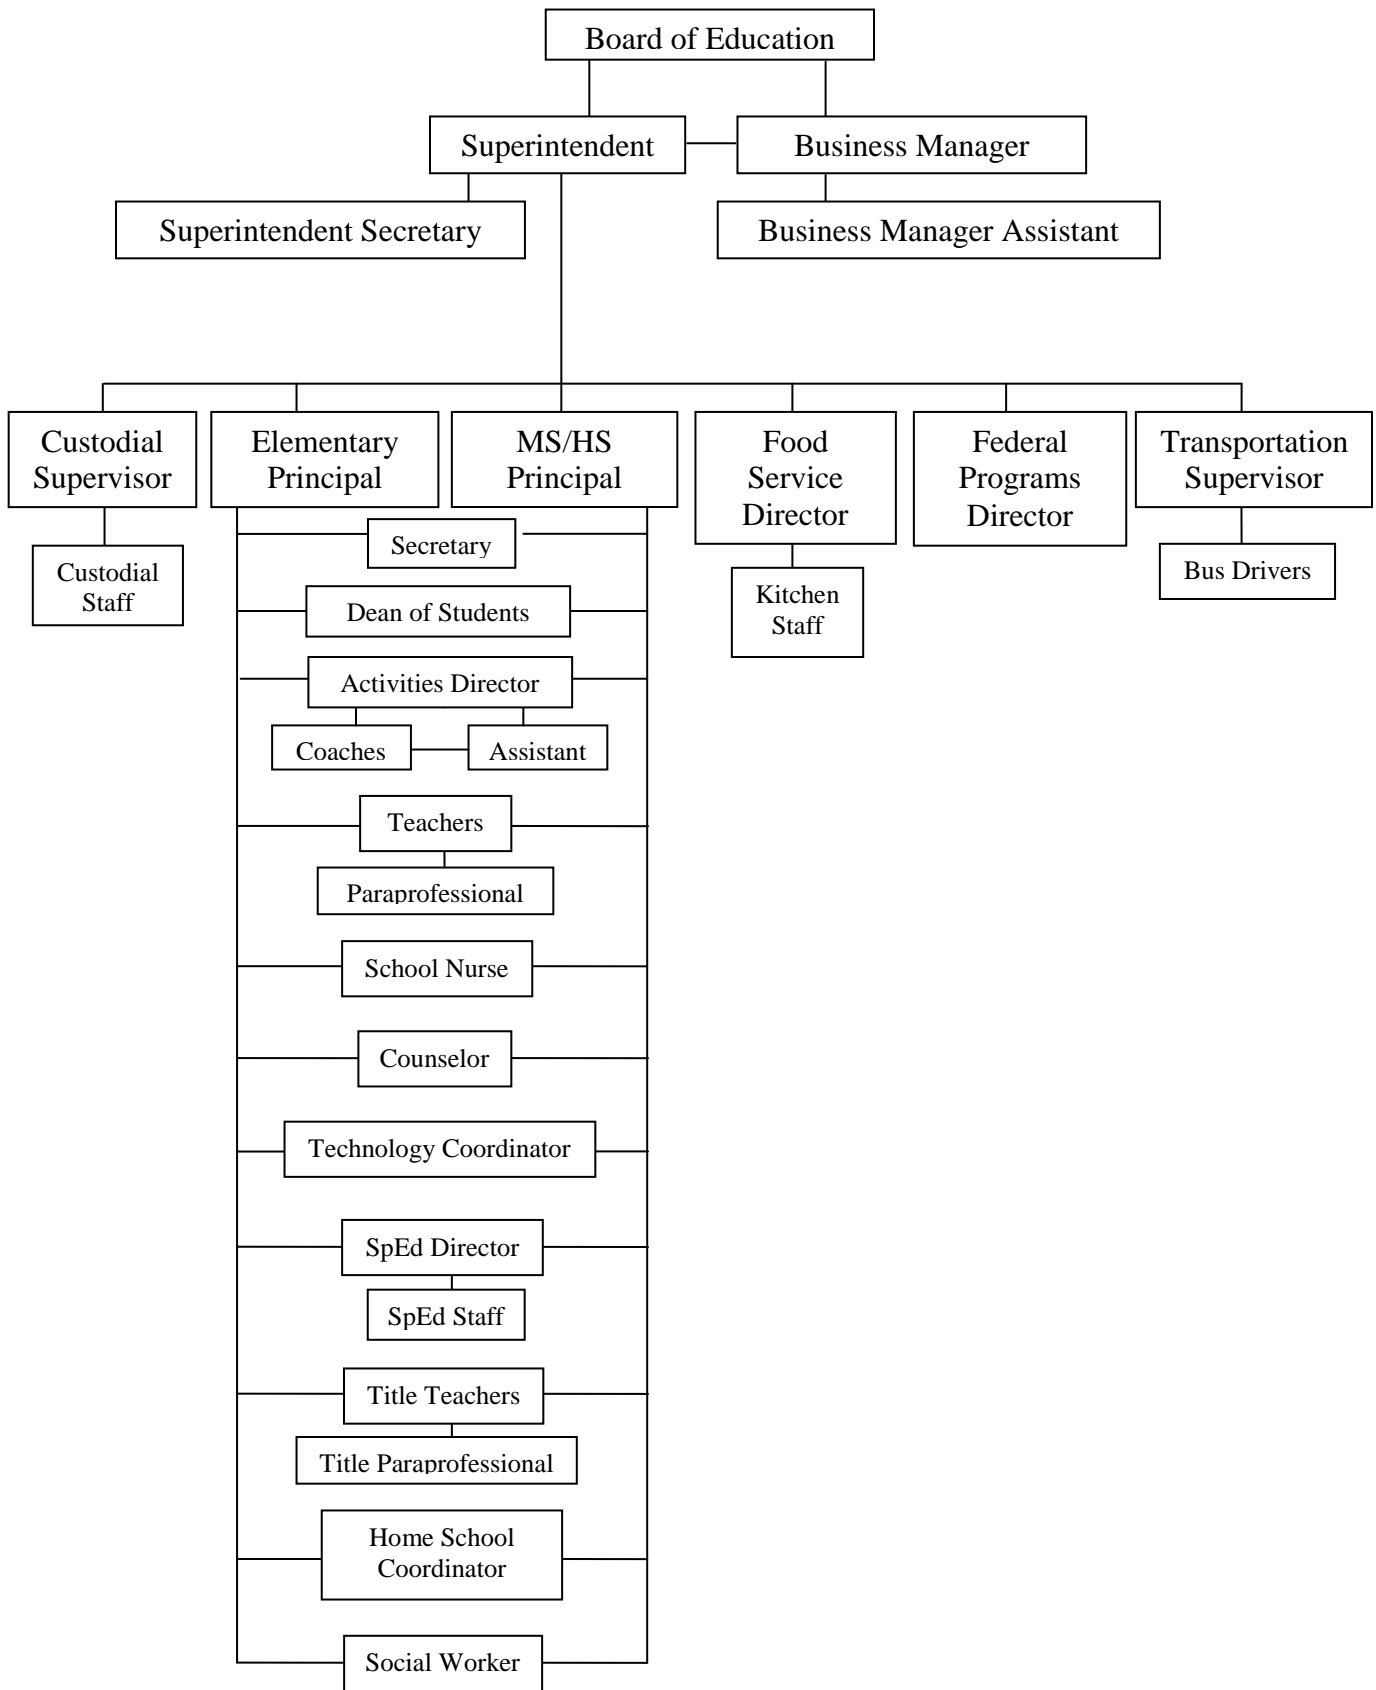 Board of Education
Superintendent
Business Manager
Superintendent Secretary
Business Manager Assistant
Custodial
Supervisor
Elementary
Principal
MS/HS
Principal
Food
Service
Director
Federal
Programs
Director
Transportation
Supervisor
Custodial
Staff
Secretary
Kitchen
Staff
Bus Drivers
Dean of Students
Activities Director
Coaches
Assistant
Teachers
Paraprofessional
School Nurse
Counselor
Technology Coordinator
SpEd Director
SpEd Staff
Title Teachers
Title Paraprofessional
Home School
Coordinator
Social Worker